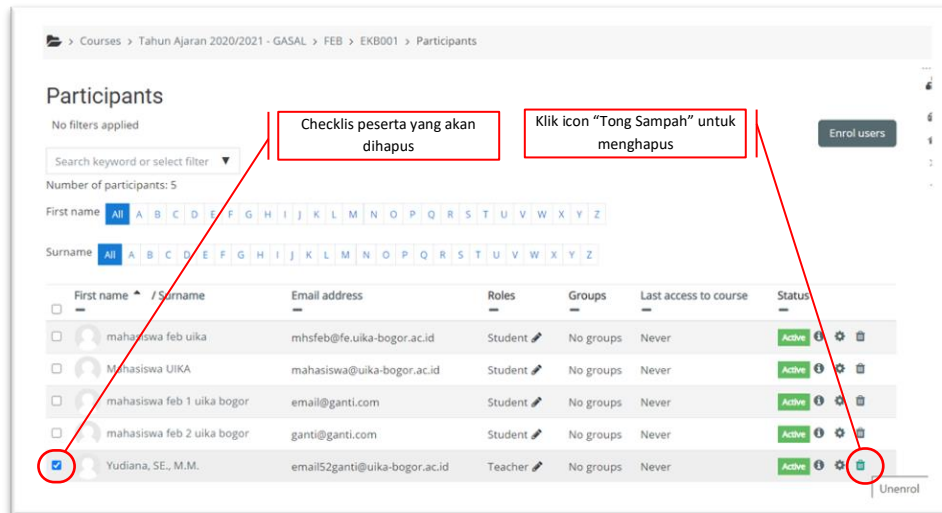 > Courses > Tahun Ajaran 2020/2021 - GASAL > FEB > EKB001 > Participants
Participants
No filters applied
Checklis peserta yang akan
dihapus
Klik icon “Tong Sampah” untuk
menghapus
Enrol users
Search keyword or select filter ▼
Number of participants: 5
First name All A B C D E F G H I J K L M N O P Q R S T U V W X Y Z
Surname All A B C D E F G H I J K L M N O P Q R S T U V W X Y Z
First name / Surname Email address Roles Groups Last access to course Status
mahasiswa feb uika mhsfeb@fe.uika-bogor.ac.id Student No groups Never Active
Mahasiswa UIKA mahasiswa@uika-bogor.ac.id Student No groups Never Active
mahasiswa feb 1 uika bogor email@ganti.com Student No groups Never Active
mahasiswa feb 2 uika bogor ganti@ganti.com Student No groups Never Active
Yudiana, SE., M.M. email52ganti@uika-bogor.ac.id Teacher No groups Never Active
Unenrol